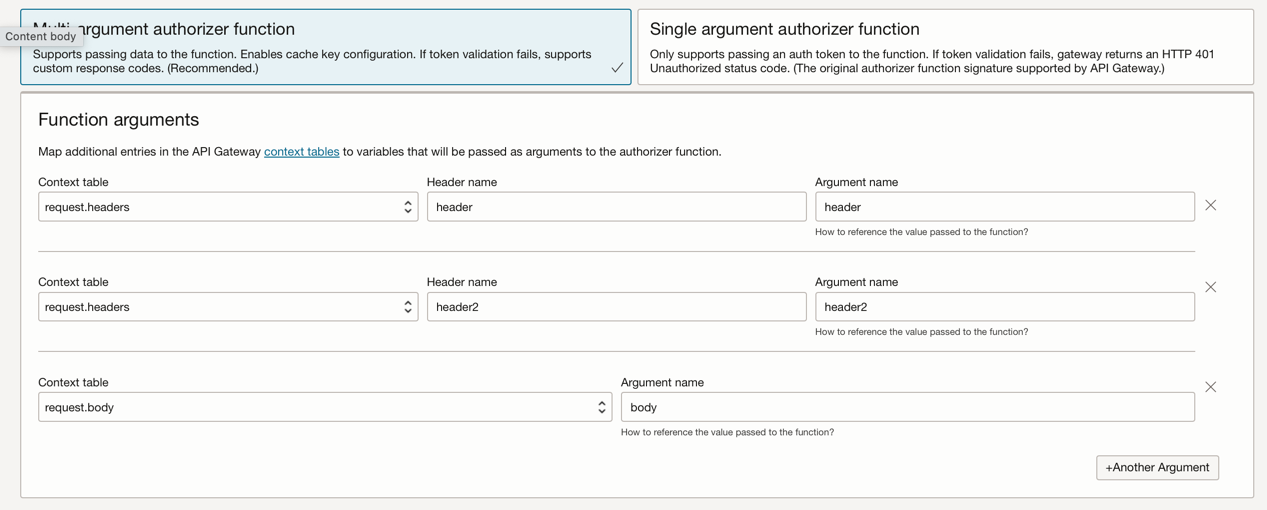 Multi-argument authorizer function
Content body
Supports passing data to the function. Enables cache key configuration. If token validation fails, supports
custom response codes. (Recommended.)
Single argument authorizer function
Only supports passing an auth token to the function. If token validation fails, gateway returns an HTTP 401
Unauthorized status code. (The original authorizer function signature supported by API Gateway.)
Function arguments
Map additional entries in the API Gateway context tables to variables that will be passed as arguments to the authorizer function.
Context table Header name Argument name
request.headers header header
How to reference the value passed to the function?
Context table Header name Argument name
request.headers header2 header2
How to reference the value passed to the function?
Context table Argument name
request.body body
How to reference the value passed to the function?
+Another Argument